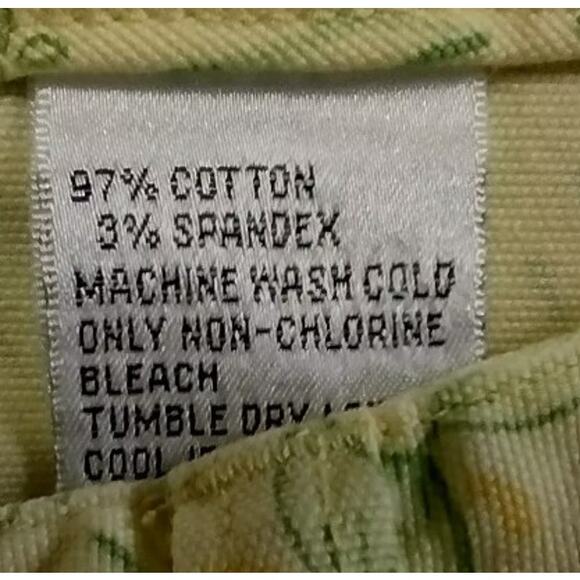 97% COTTON
3% SPANDEX
MACHINE WASH COLD
ONLY NON-CHLORINE
BLEACH
TUMBLE DRY
COOL